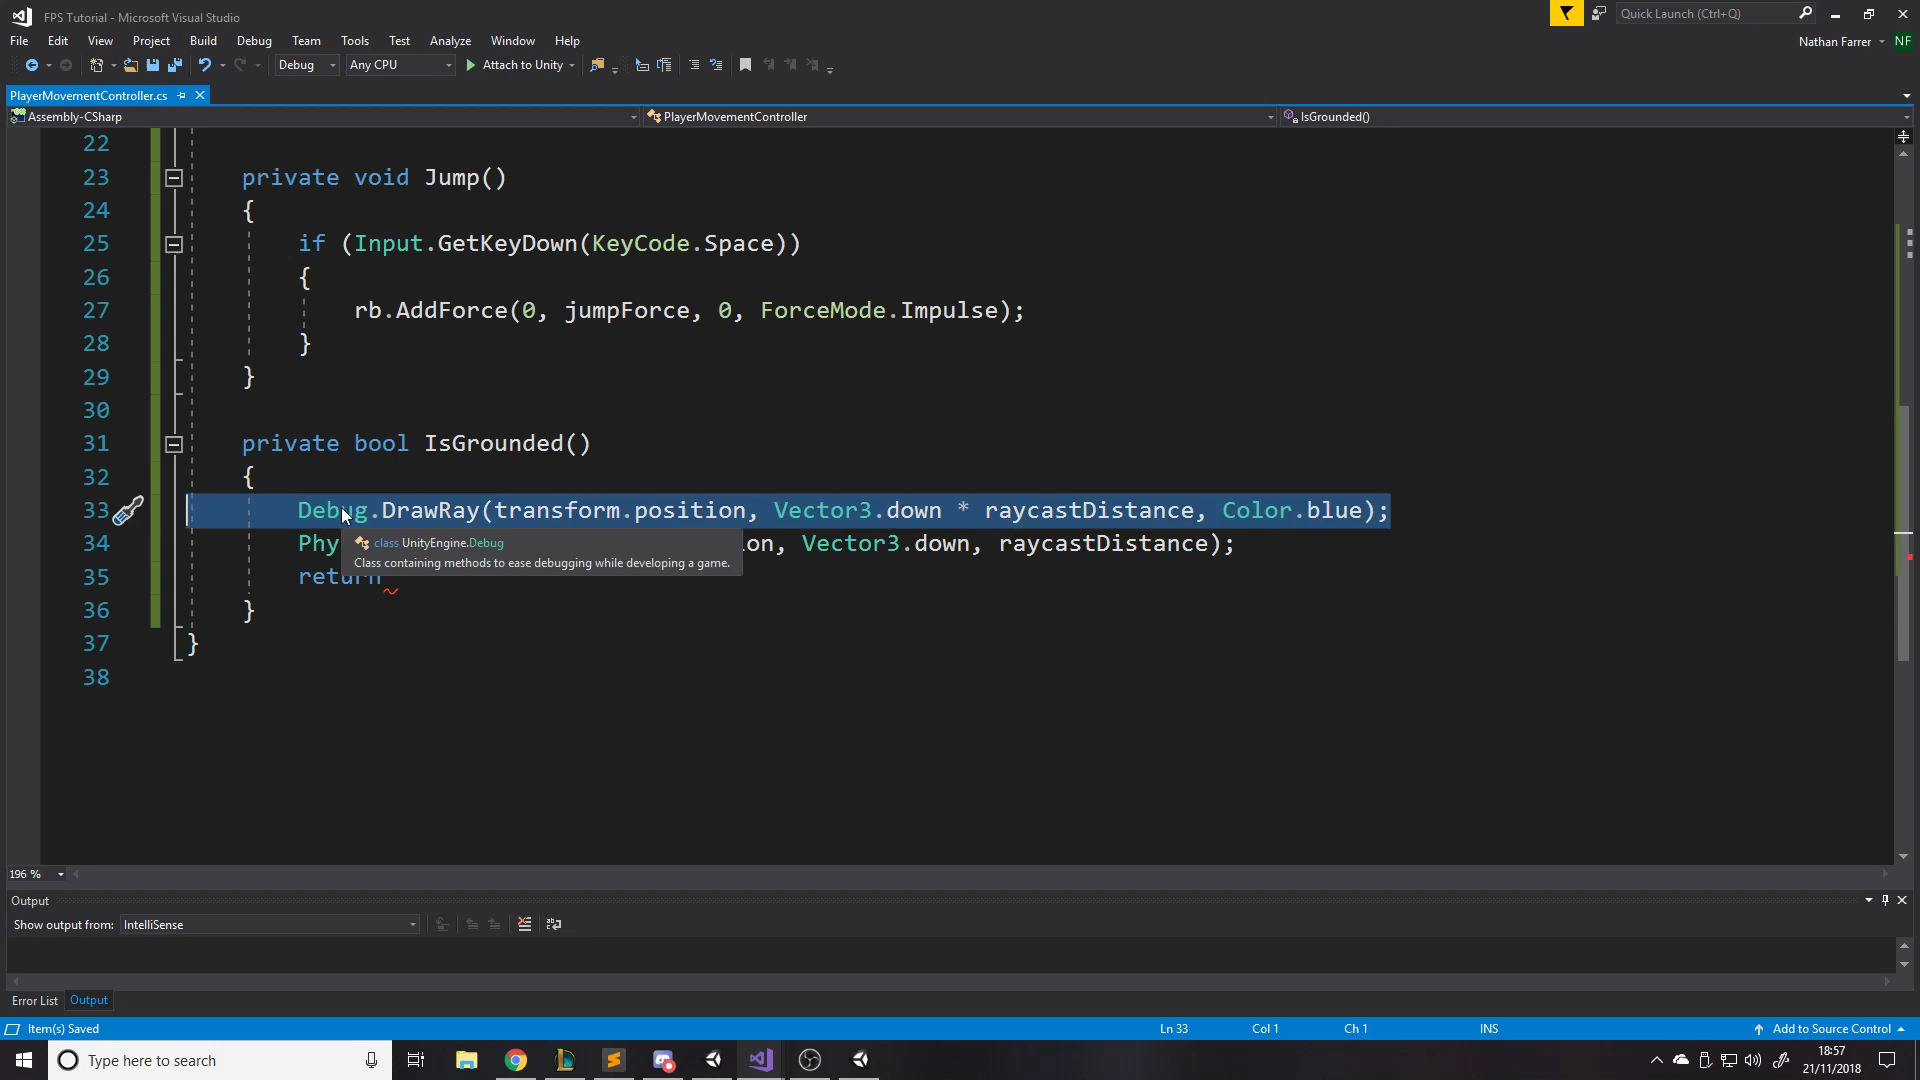 FPS Tutorial - Microsoft Visual Studio
Quick Launch (Ctrl+Q)
File Edit View Project Build Debug Team Tools Test Analyze Window Help
Nathan Farrer NF
Debug Any CPU Attach to Unity
PlayerMovementController.cs
Assembly-CSharp PlayerMovementController IsGrounded()
22
23 private void Jump()
24 {
25 if (Input.GetKeyDown(KeyCode.Space))
26 {
27 rb.AddForce(0, jumpForce, 0, ForceMode.Impulse);
28 }
29 }
30
31 private bool IsGrounded()
32 {
33 Debug.DrawRay(transform.position, Vector3.down * raycastDistance, Color.blue);
34 Phy on, Vector3.down, raycastDistance);
class UnityEngine.Debug
Class containing methods to ease debugging while developing a game.
35 return
36 }
37 }
38
196 %
Output
Show output from: IntelliSense
Error List Output
Item(s) Saved Ln 33 Col 1 Ch 1 INS Add to Source Control
Type here to search
18:57
21/11/2018